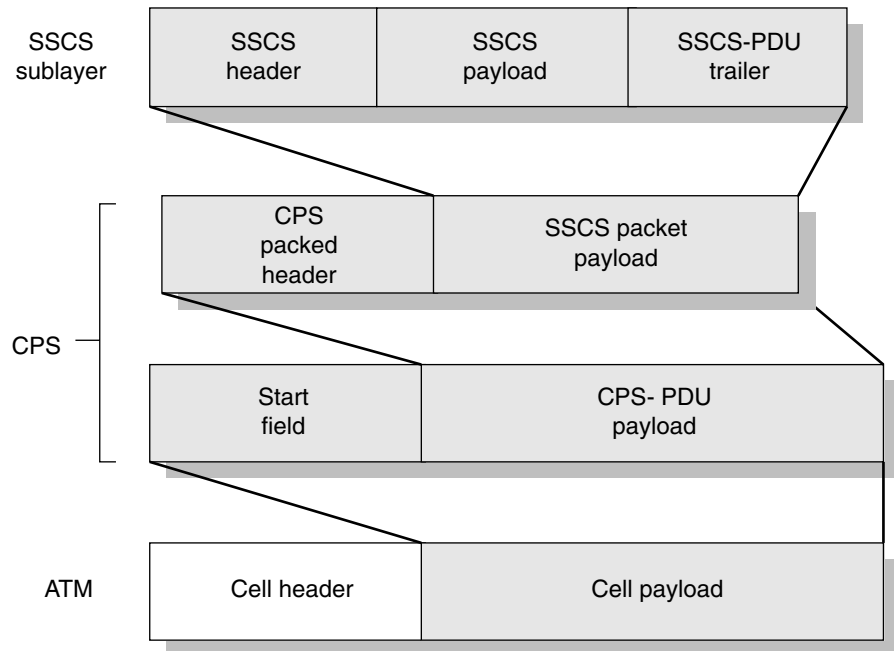 SSCS
sublayer
SSCS
header
SSCS
payload
SSCS-PDU
trailer
CPS
CPS
packed
header
SSCS packet
payload
Start
field
CPS- PDU
payload
ATM
Cell header
Cell payload